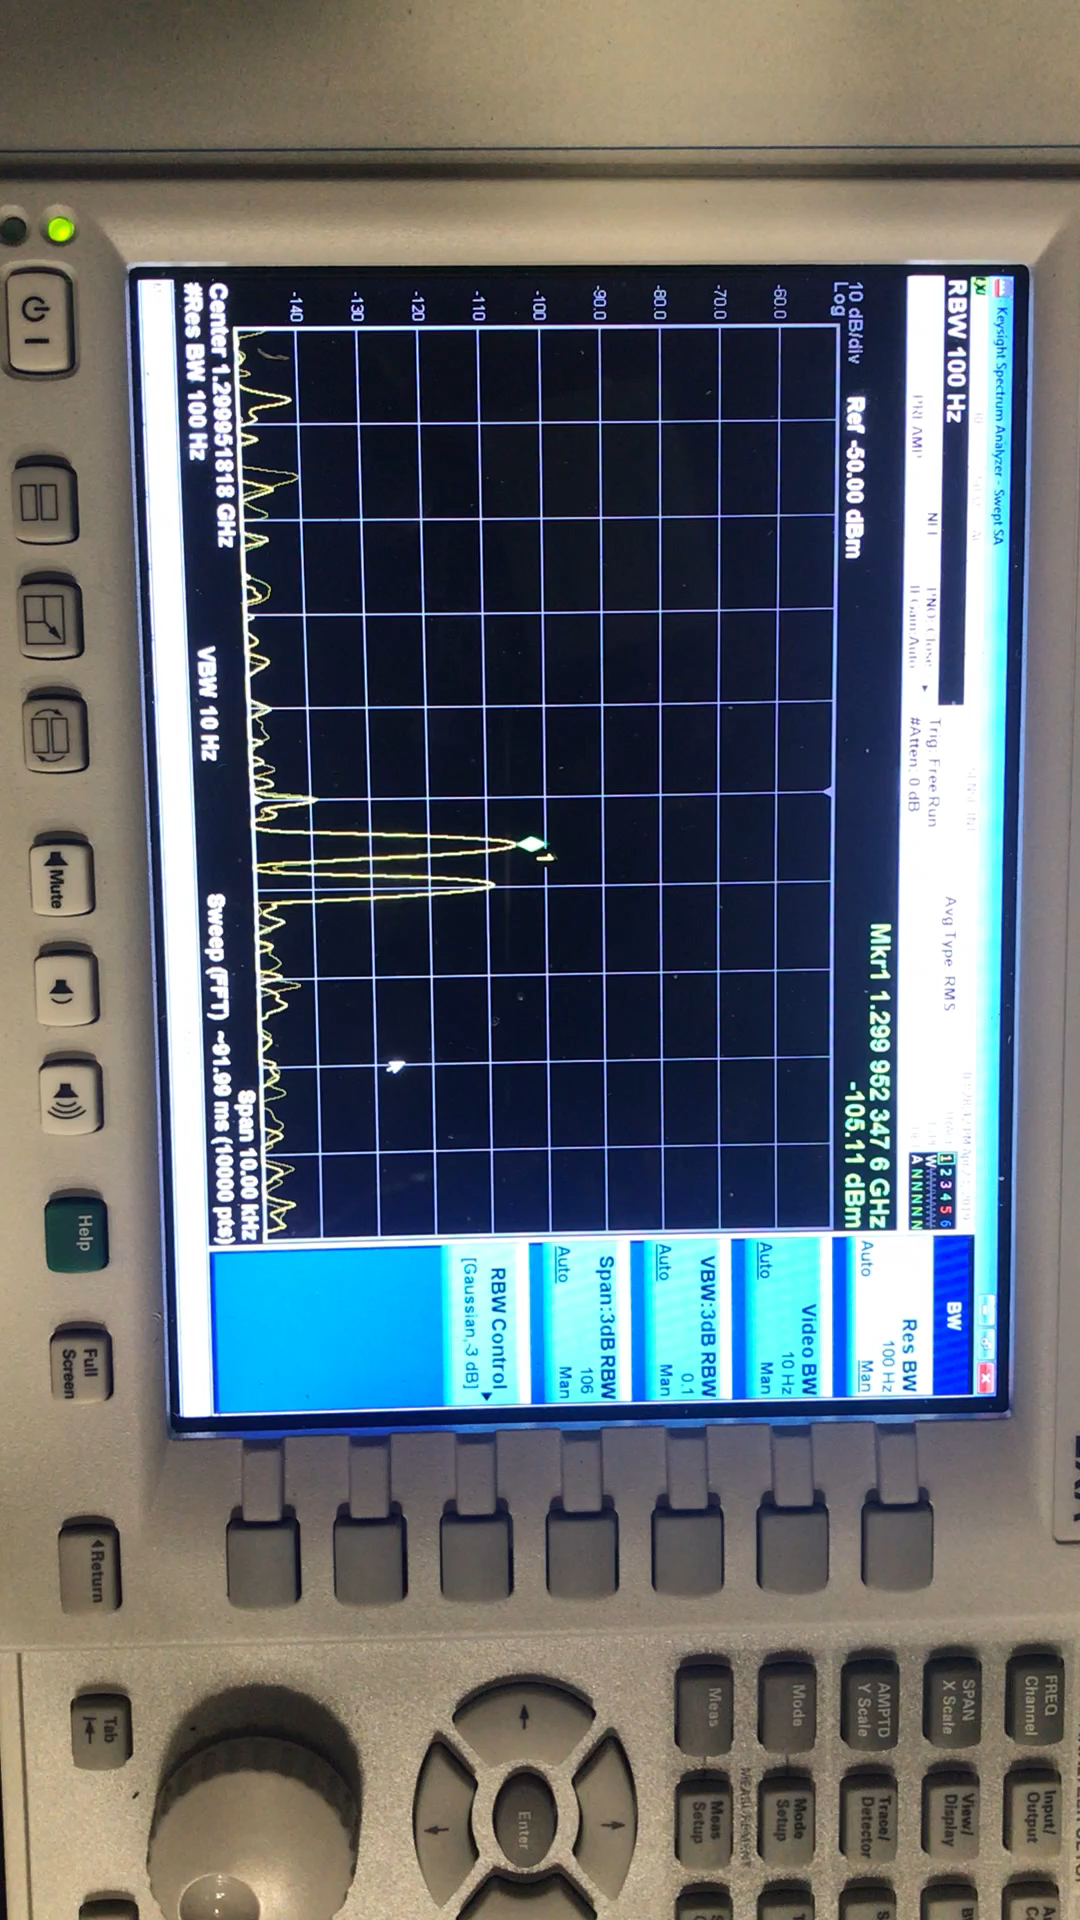 Keysight Spectrum Analyzer - Swept SA
LXI
RBW 100 Hz
PREAMP
NFE
PNO: Close
IF Gain:Auto
Trig: Free Run
#Atten: 0 dB
Avg Type: RMS
1 2 3 4 5 6
A N N N N N
Mkr1 1.299 952 347 6 GHz
-105.11 dBm
10 dB/div
Log
Ref -50.00 dBm
1
-60.0
-70.0
-80.0
-90.0
-100
-110
-120
-130
-140
Center 1.299951818 GHz
Span 10.00 kHz
#Res BW 100 Hz
VBW 10 Hz
Sweep (FFT) ~91.99 ms (10000 pts)
BW
Res BW
100 Hz
Auto Man
Video BW
10 Hz
Auto Man
VBW:3dB RBW
0.1
Auto Man
Span:3dB RBW
106
Auto Man
RBW Control
[Gaussian,-3 dB]
Mute
Help
Full
Screen
Return
Tab
FREQ
Channel
SPAN
X Scale
AMPTD
Y Scale
Mode
Meas
MEASUREMENT
Input/
Output
View/
Display
Trace/
Detector
Mode
Setup
Meas
Setup
Enter